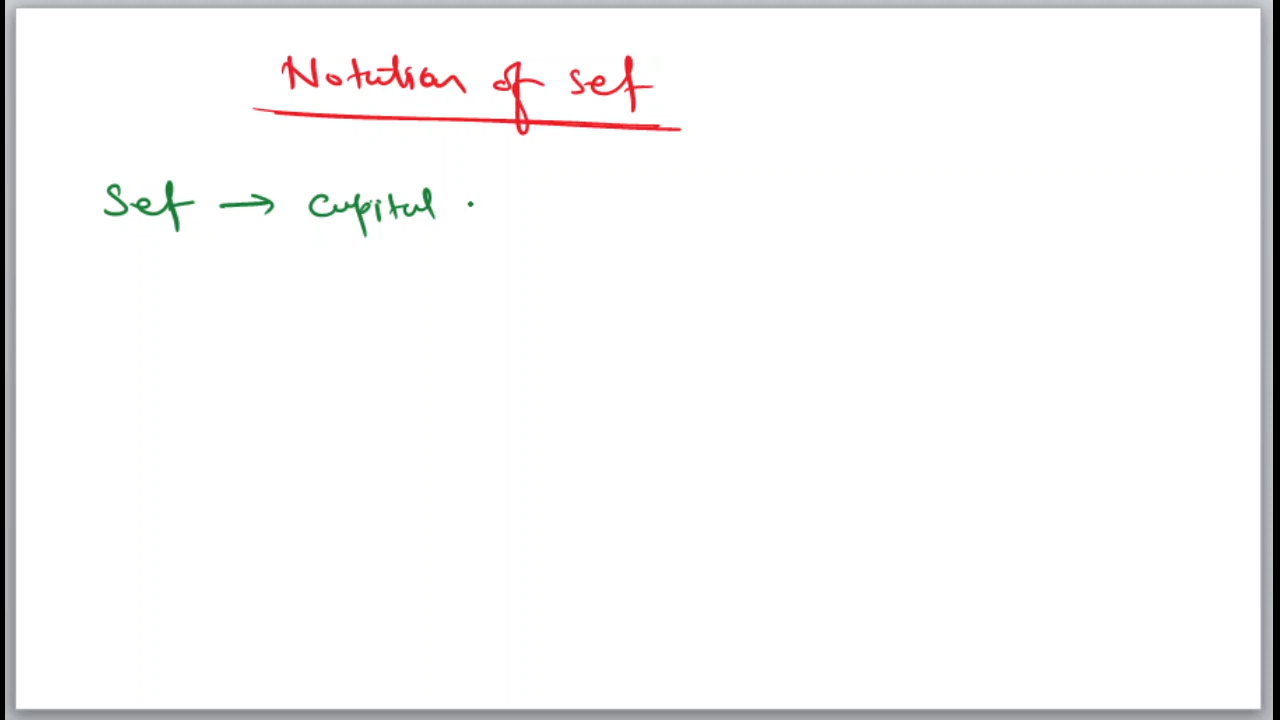 Notation of set
Set → capital .